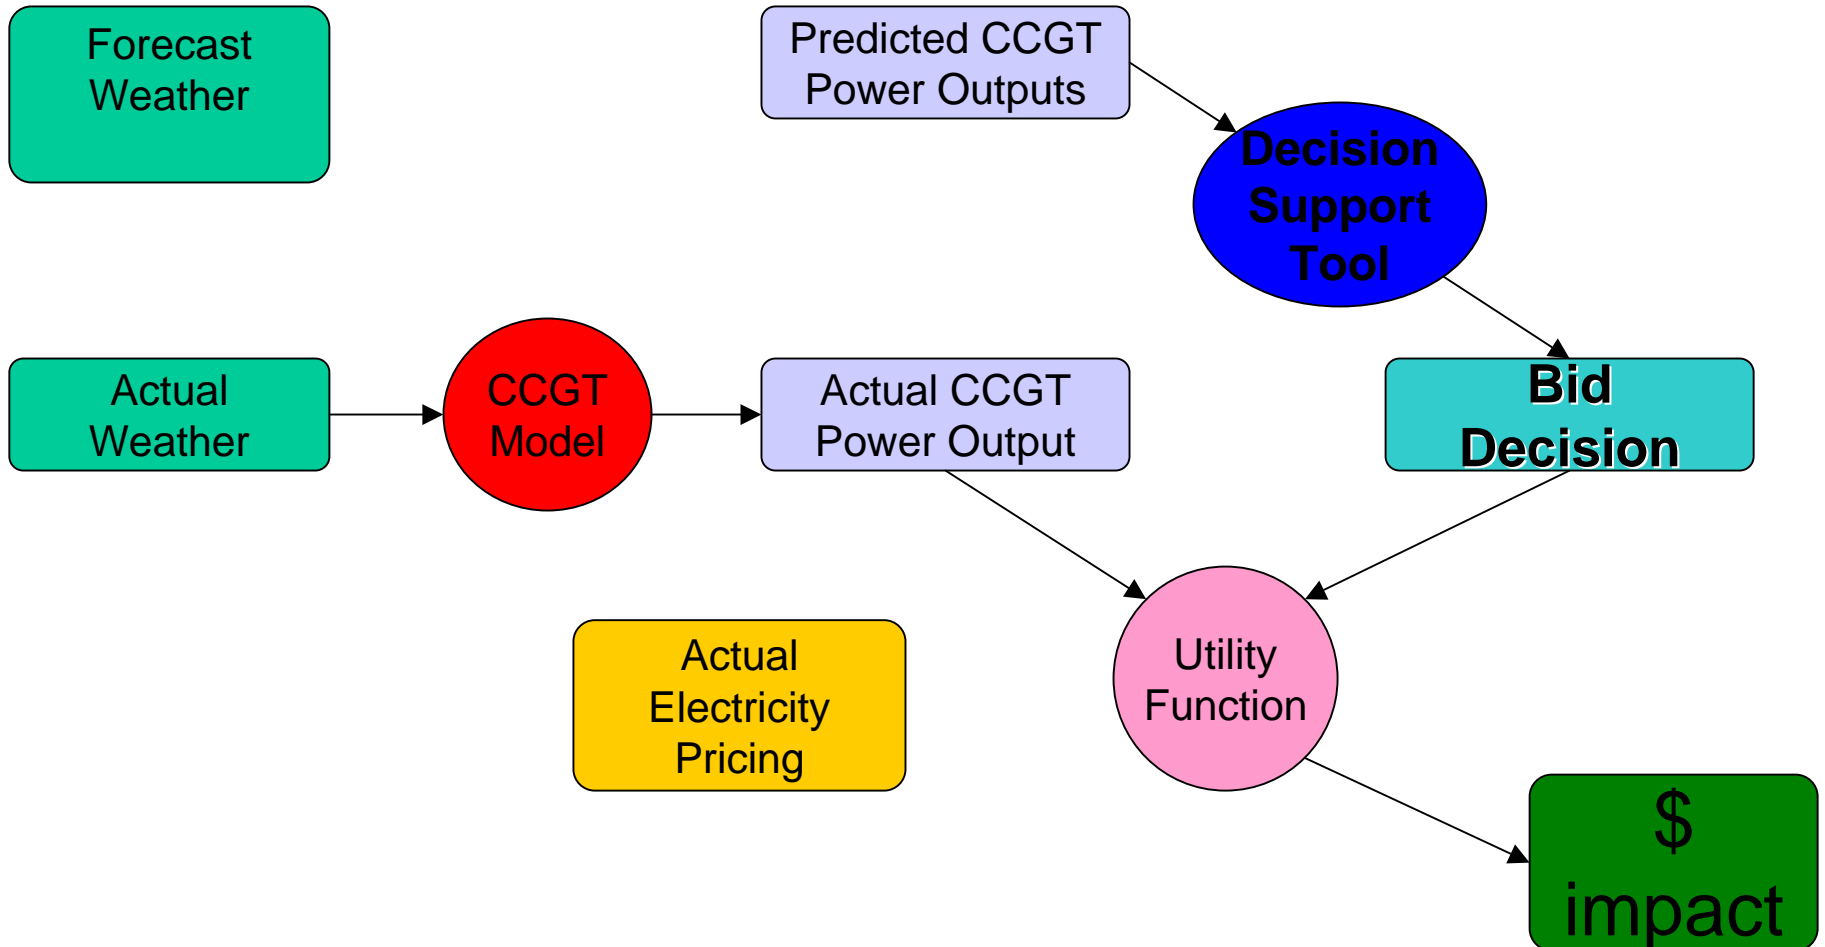 Forecast
Weather
Predicted CCGT
Power Outputs
Decision
Support
Tool
Actual
Weather
CCGT
Model
Actual CCGT
Power Output
Bid
Decision
Actual
Electricity
Pricing
Utility
Function
$
impact